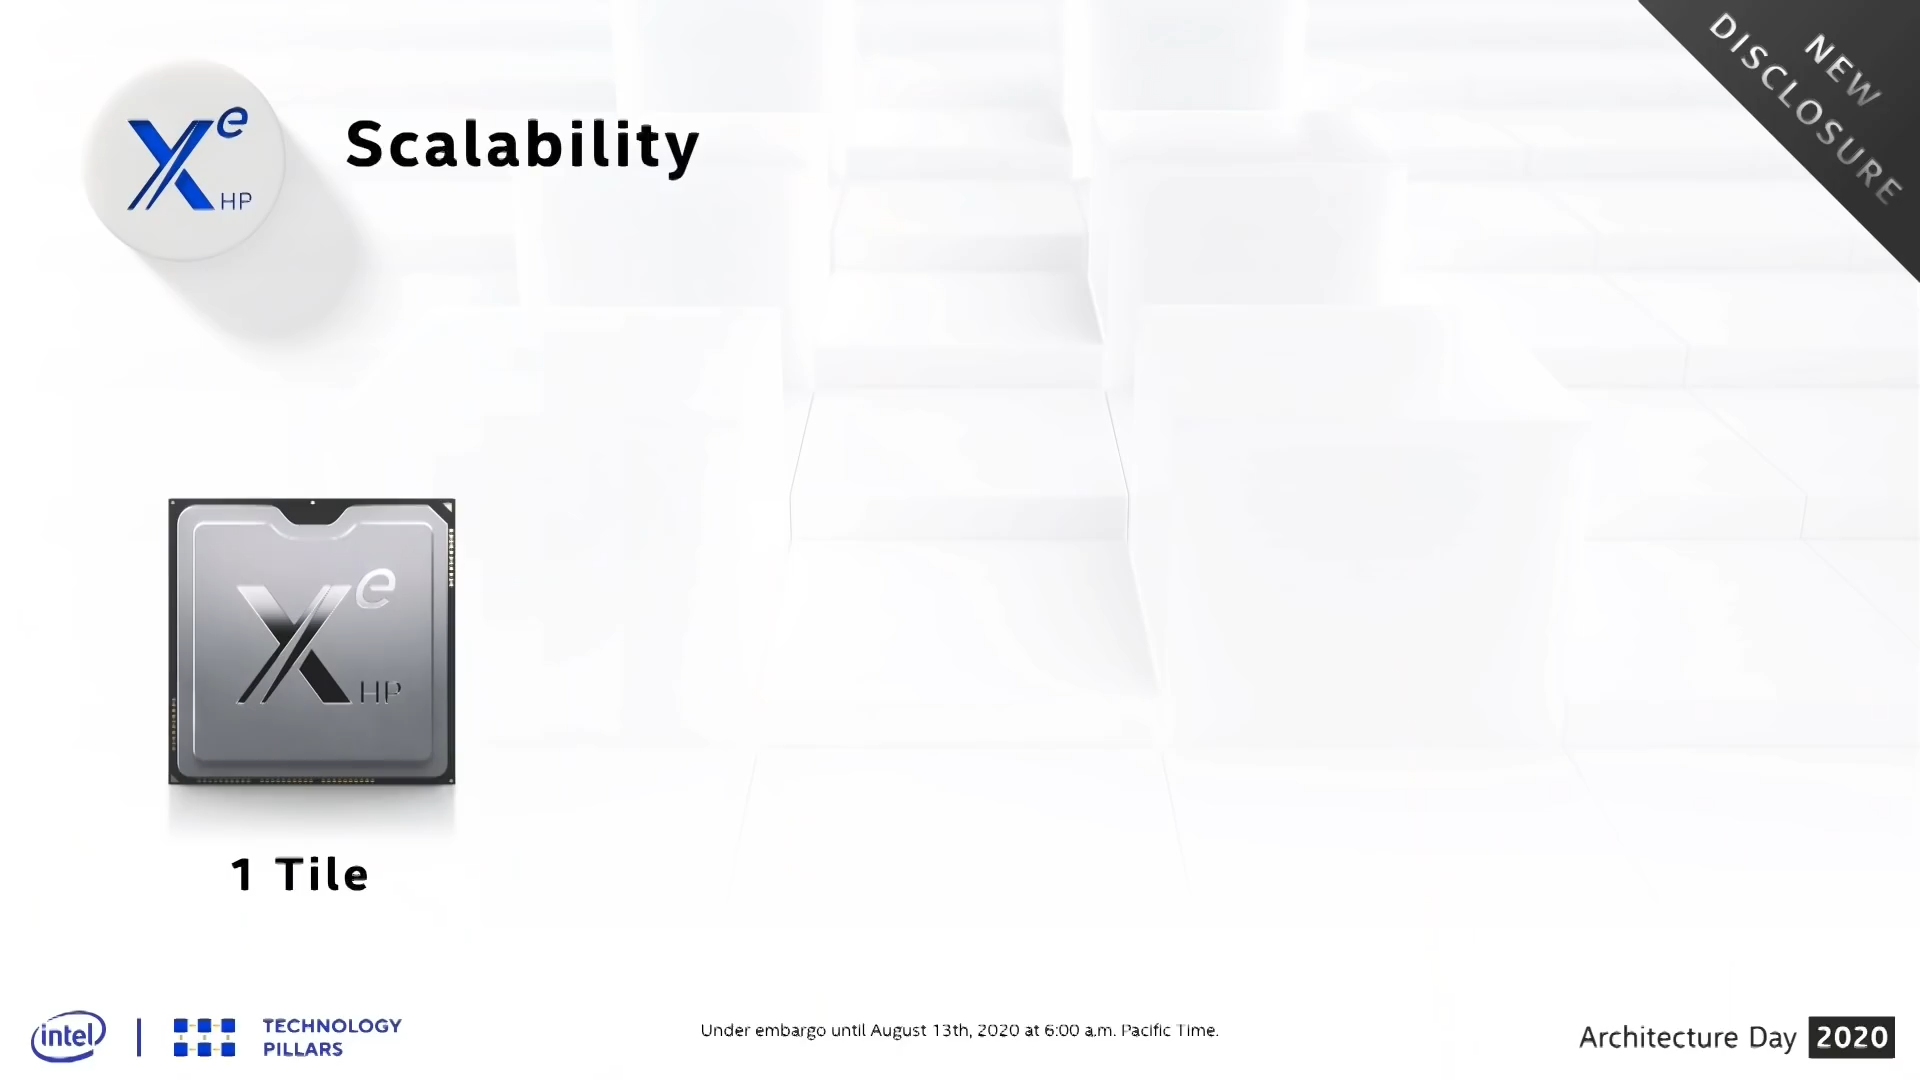 Xe HP
Scalability
NEW
DISCLOSURE
Xe HP
1 Tile
intel
TECHNOLOGY
PILLARS
Under embargo until August 13th, 2020 at 6:00 a.m. Pacific Time.
Architecture Day 2020